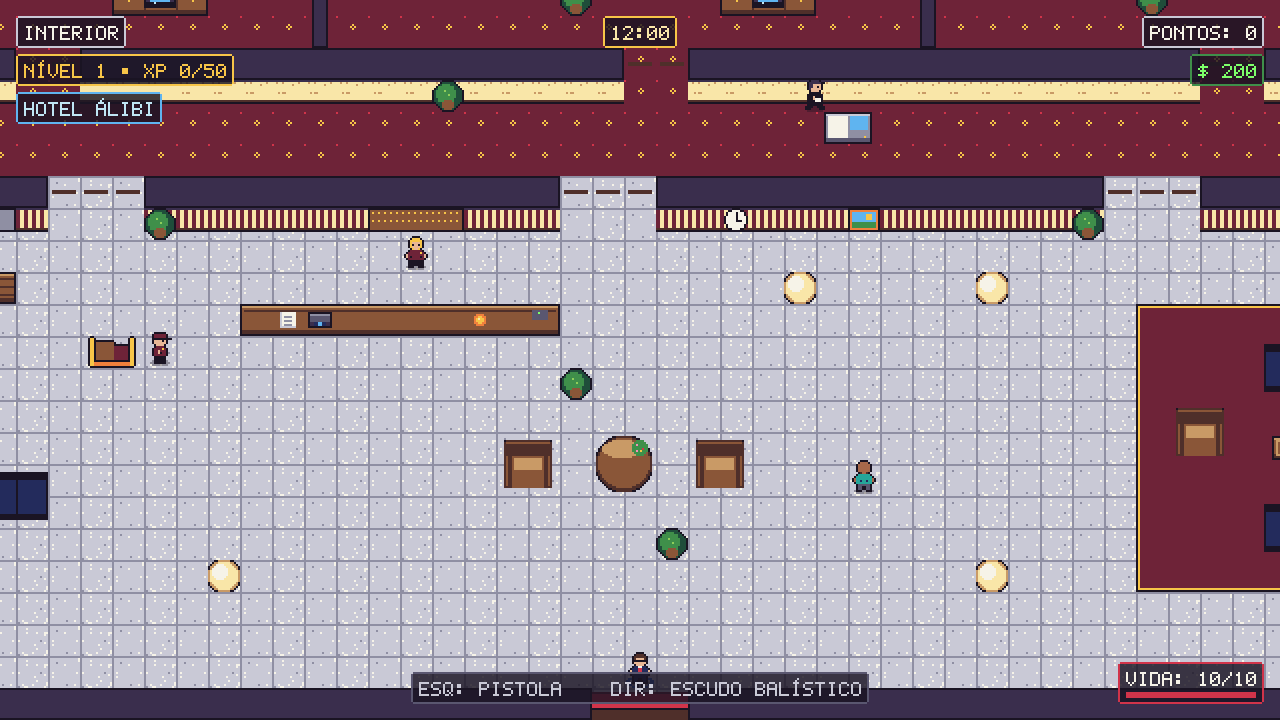 INTERIOR
12:00
PONTOS: 0
NÍVEL 1 ▪ XP 0/50
$ 200
HOTEL ÁLIBI
ESQ: PISTOLA DIR: ESCUDO BALÍSTICO
VIDA: 10/10